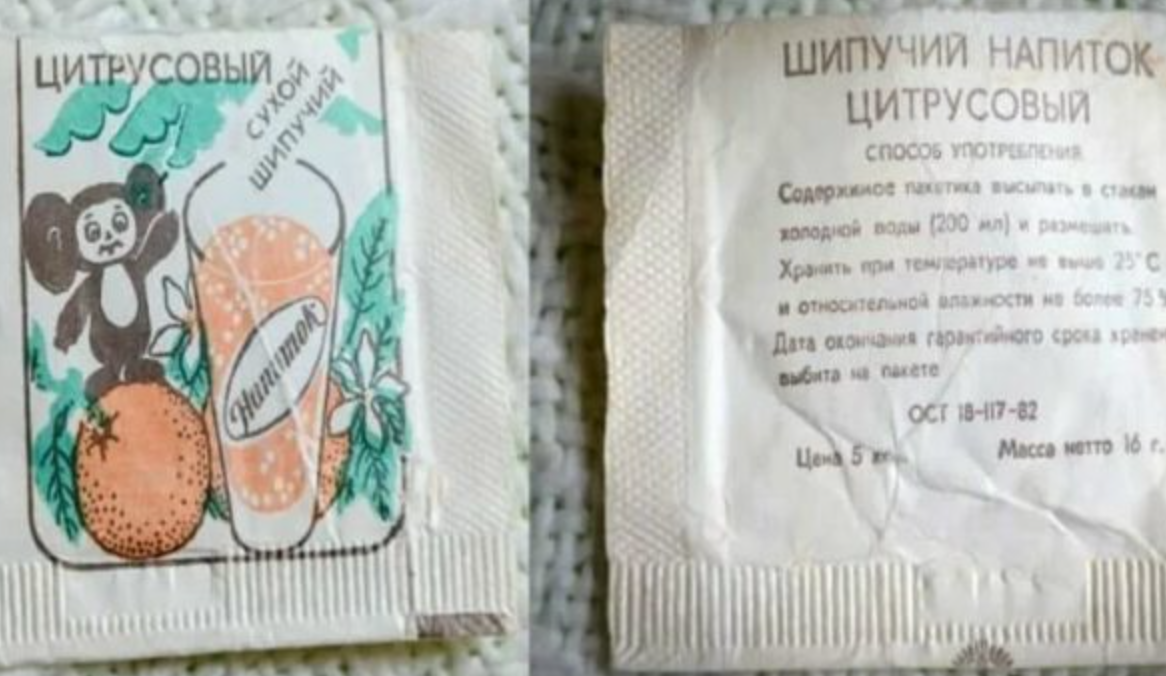 ЦИТРУСОВЫЙ
СУХОЙ
ШИПУЧИЙ
Напиток
ШИПУЧИЙ НАПИТОК
ЦИТРУСОВЫЙ
СПОСОБ УПОТРЕБЛЕНИЯ
Содержимое пакетика высыпать в стакан
холодной воды (200 мл) и размешать.
Хранить при температуре не выше 25°С
и относительной влажности не более 75%
Дата окончания гарантийного срока хранен
выбита на пакете
ОСТ 18-117-82
Цена 5 Масса нетто 16 г.